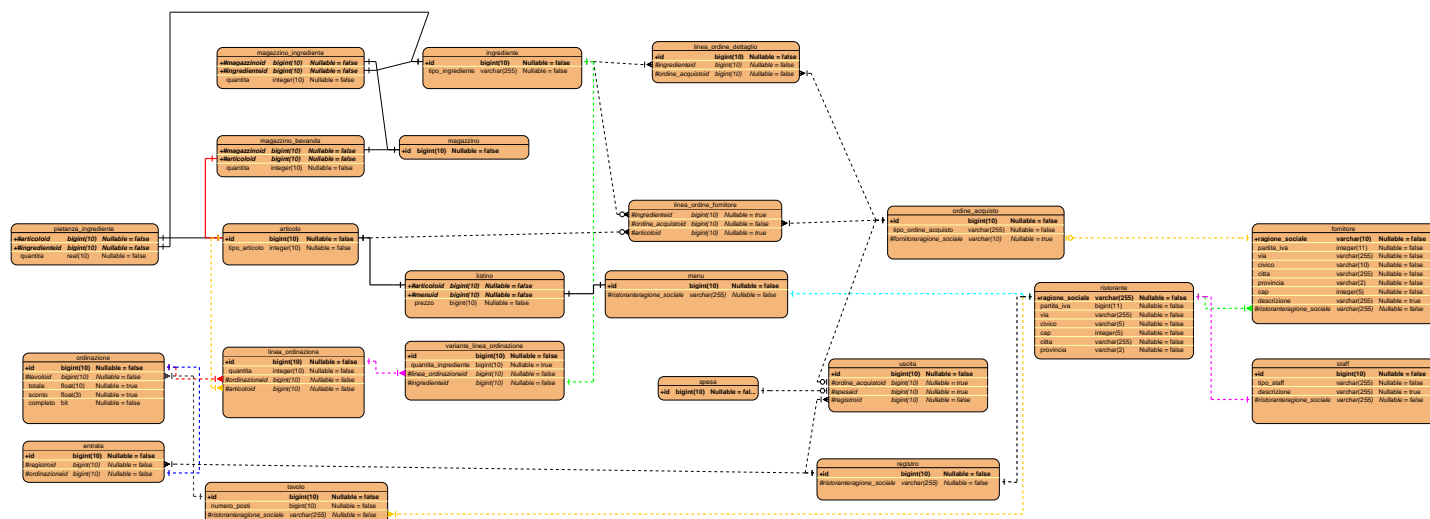 magazzino_ingrediente
+#magazzinoid bigint(10) Nullable = false
+#ingredienteid bigint(10) Nullable = false
quantita integer(10) Nullable = false
ingrediente
+id bigint(10) Nullable = false
tipo_ingrediente varchar(255) Nullable = false
linea_ordine_dettaglio
+id bigint(10) Nullable = false
#ingredienteid bigint(10) Nullable = false
#ordine_acquistoid bigint(10) Nullable = false
magazzino_bevanda
+#magazzinoid bigint(10) Nullable = false
+#articoloid bigint(10) Nullable = false
quantita integer(10) Nullable = false
magazzino
+id bigint(10) Nullable = false
pietanza_ingrediente
+#articoloid bigint(10) Nullable = false
+#ingredienteid bigint(10) Nullable = false
quantita real(10) Nullable = false
articolo
+id bigint(10) Nullable = false
tipo_articolo integer(10) Nullable = false
linea_ordine_fornitore
#ingredienteid bigint(10) Nullable = true
#ordine_acquistoid bigint(10) Nullable = false
#articoloid bigint(10) Nullable = true
ordine_acquisto
+id bigint(10) Nullable = false
tipo_ordine_acquisto varchar(255) Nullable = false
#fornitoreragione_sociale varchar(10) Nullable = true
fornitore
+ragione_sociale varchar(10) Nullable = false
partita_iva integer(11) Nullable = false
via varchar(255) Nullable = false
civico varchar(10) Nullable = false
citta varchar(255) Nullable = false
provincia varchar(2) Nullable = false
cap integer(5) Nullable = false
descrizione varchar(255) Nullable = true
#ristoranteragione_sociale varchar(255) Nullable = false
listino
+#articoloid bigint(10) Nullable = false
+#menuid bigint(10) Nullable = false
prezzo bigint(10) Nullable = false
menu
+id bigint(10) Nullable = false
#ristoranteragione_sociale varchar(255) Nullable = false
ristorante
+ragione_sociale varchar(255) Nullable = false
partita_iva bigint(11) Nullable = false
via varchar(255) Nullable = false
civico varchar(5) Nullable = false
cap integer(5) Nullable = false
citta varchar(255) Nullable = false
provincia varchar(2) Nullable = false
ordinazione
+id bigint(10) Nullable = false
#tavoloid bigint(10) Nullable = false
totale float(10) Nullable = true
sconto float(3) Nullable = true
completo bit Nullable = false
linea_ordinazione
+id bigint(10) Nullable = false
quantita integer(10) Nullable = false
#ordinazioneid bigint(10) Nullable = false
#articoloid bigint(10) Nullable = false
variante_linea_ordinazione
+id bigint(10) Nullable = false
quantita_ingrediente bigint(10) Nullable = true
#linea_ordinazioneid bigint(10) Nullable = false
#ingredienteid bigint(10) Nullable = false
spesa
+id bigint(10) Nullable = fal...
uscita
#ordine_acquistoid bigint(10) Nullable = true
#spesaid bigint(10) Nullable = true
#registroid bigint(10) Nullable = false
staff
+id bigint(10) Nullable = false
tipo_staff varchar(255) Nullable = false
descrizione varchar(255) Nullable = true
#ristoranteragione_sociale varchar(255) Nullable = false
entrata
+id bigint(10) Nullable = false
#registroid bigint(10) Nullable = false
#ordinazioneid bigint(10) Nullable = false
registro
+id bigint(10) Nullable = false
#ristoranteragione_sociale varchar(255) Nullable = false
tavolo
+id bigint(10) Nullable = false
numero_posti bigint(10) Nullable = false
#ristoranteragione_sociale varchar(255) Nullable = false